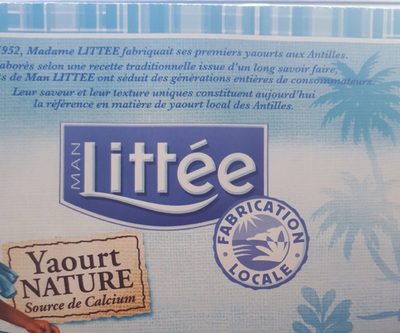 1952, Madame LITTEE fabriquait ses premiers yaourts aux Antilles.
selon une recette traditionnelle issue d'un long savoir faire,
de Man LITTEE ont séduit des générations entières de consommateurs.
Leur saveur et leur texture uniques constituent aujourd'hui
la référence en matière de yaourt local des Antilles.
MAN
Littée
FABRICATION
LOCALE
Yaourt
NATURE
Source de Calcium